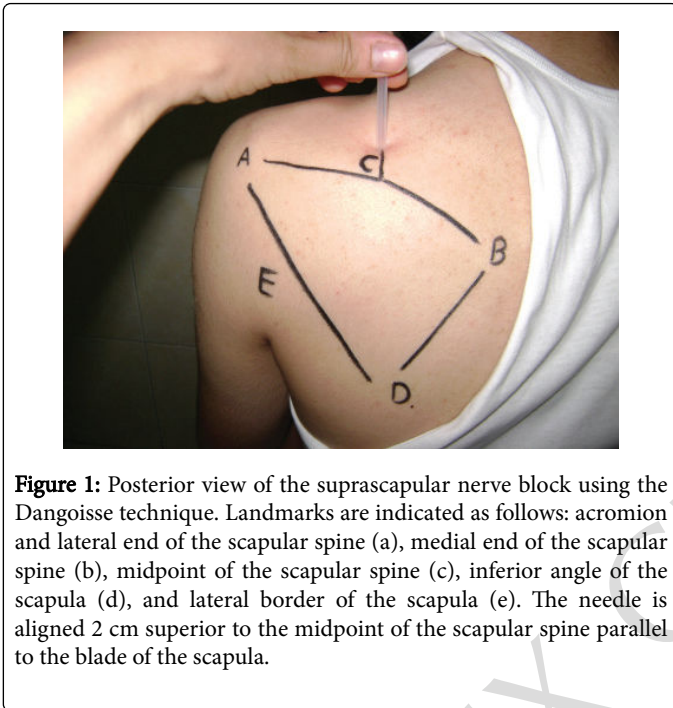 A
C
B
E
D.
Figure 1: Posterior view of the suprascapular nerve block using the
Dangoisse technique. Landmarks are indicated as follows: acromion
and lateral end of the scapular spine (a), medial end of the scapular
spine (b), midpoint of the scapular spine (c), inferior angle of the
scapula (d), and lateral border of the scapula (e). The needle is
aligned 2 cm superior to the midpoint of the scapular spine parallel
to the blade of the scapula.